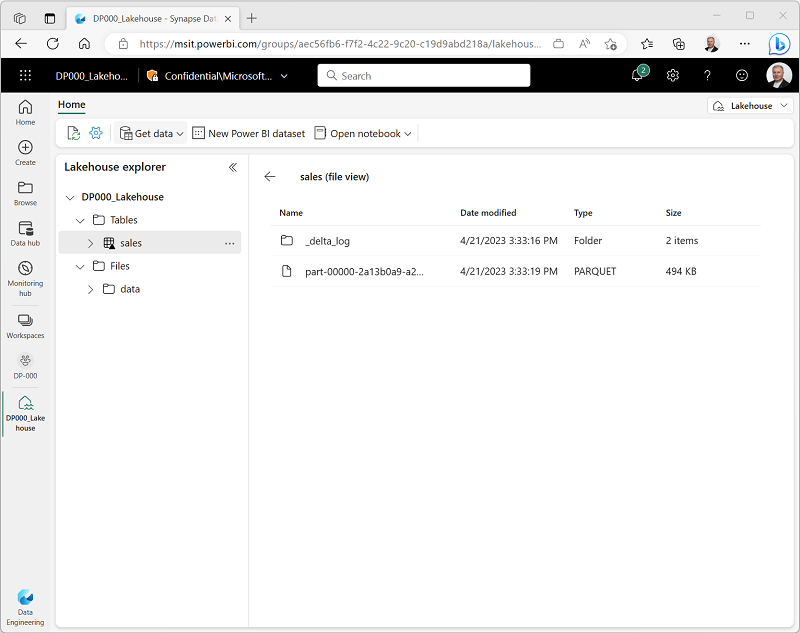 DP000_Lakehouse - Synapse Dat
https://msit.powerbi.com/groups/aec56fb6-f7f2-4c22-9c20-c19d9abd218a/lakehous...
DP000_Lakeho...
Confidential\Microsoft...
Search
2
Home
Lakehouse
Get data
New Power BI dataset
Open notebook
Home
Create
Browse
Data hub
Monitoring
hub
Workspaces
DP-000
DP000_Lake
house
Data
Engineering
Lakehouse explorer
DP000_Lakehouse
Tables
sales
...
Files
data
sales (file view)
Name Date modified Type Size
_delta_log 4/21/2023 3:33:16 PM Folder 2 items
part-00000-2a13b0a9-a2... 4/21/2023 3:33:19 PM PARQUET 494 KB